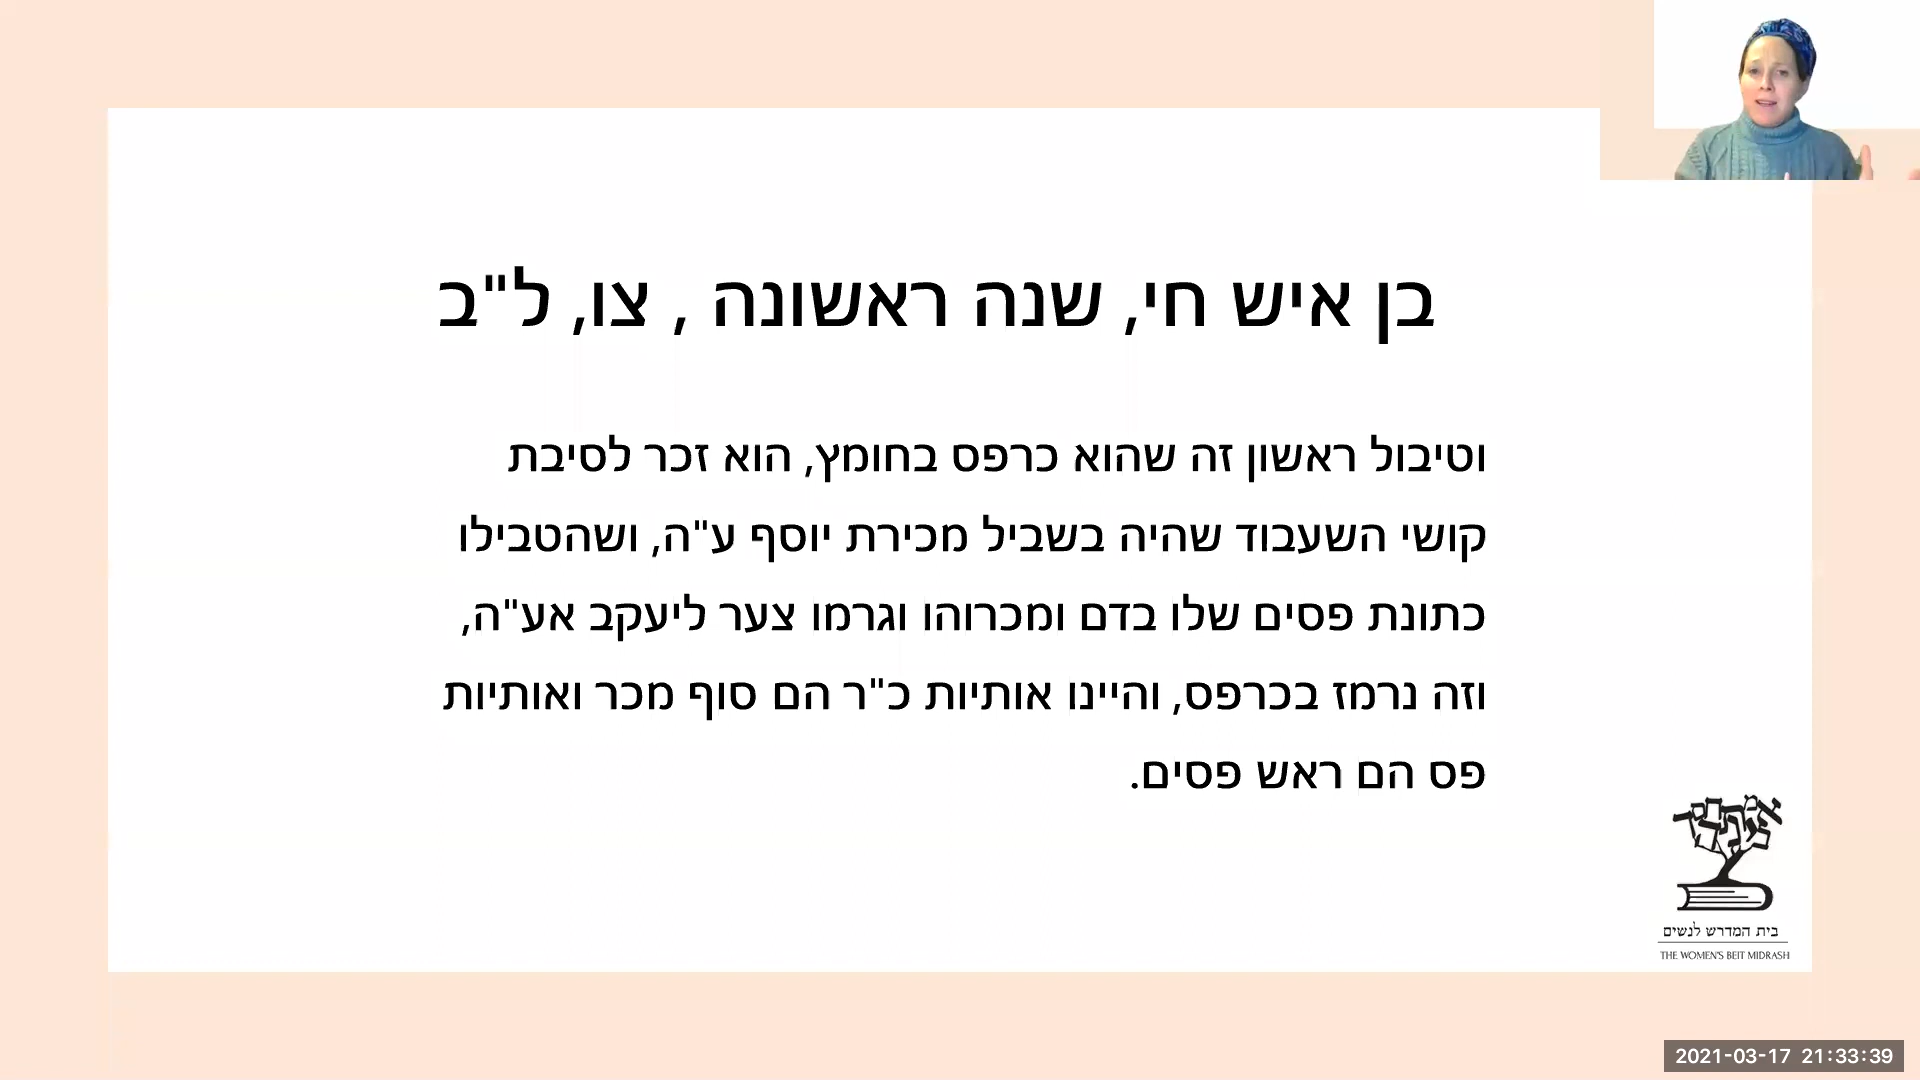 בן איש חי, שנה ראשונה , צו, ל"ב
וטיבול ראשון זה שהוא כרפס בחומץ, הוא זכר לסיבת
קושי השעבוד שהיה בשביל מכירת יוסף ע"ה, ושהטבילו
כתונת פסים שלו בדם ומכרוהו וגרמו צער ליעקב אע"ה,
וזה נרמז בכרפס, והיינו אותיות כ"ר הם סוף מכר ואותיות
פס הם ראש פסים.
בית המדרש לנשים
THE WOMEN'S BEIT MIDRASH
2021-03-17 21:33:39